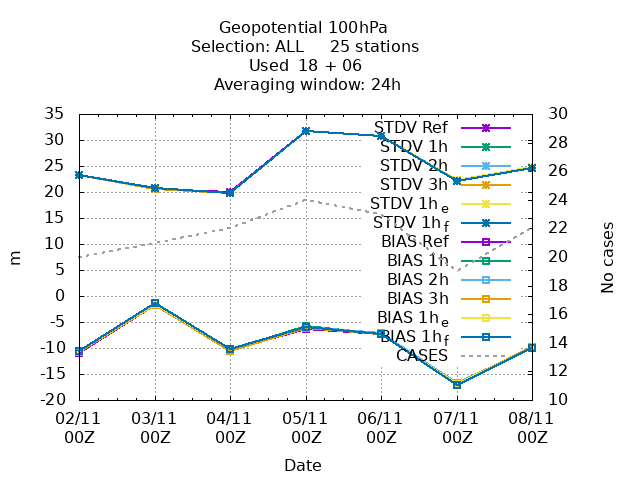 Geopotential 100hPa
Selection: ALL 25 stations
Used 18 + 06
Averaging window: 24h
35
30
25
20
15
10
5
0
-5
-10
-15
-20
m
30
28
26
24
22
20
18
16
14
12
10
No cases
STDV Ref
STDV 1h
STDV 2h
STDV 3h
STDV 1h e
STDV 1h f
BIAS Ref
BIAS 1h
BIAS 2h
BIAS 3h
BIAS 1h e
BIAS 1h f
CASES
02/11 03/11 04/11 05/11 06/11 07/11 08/11
00Z 00Z 00Z 00Z 00Z 00Z 00Z
Date